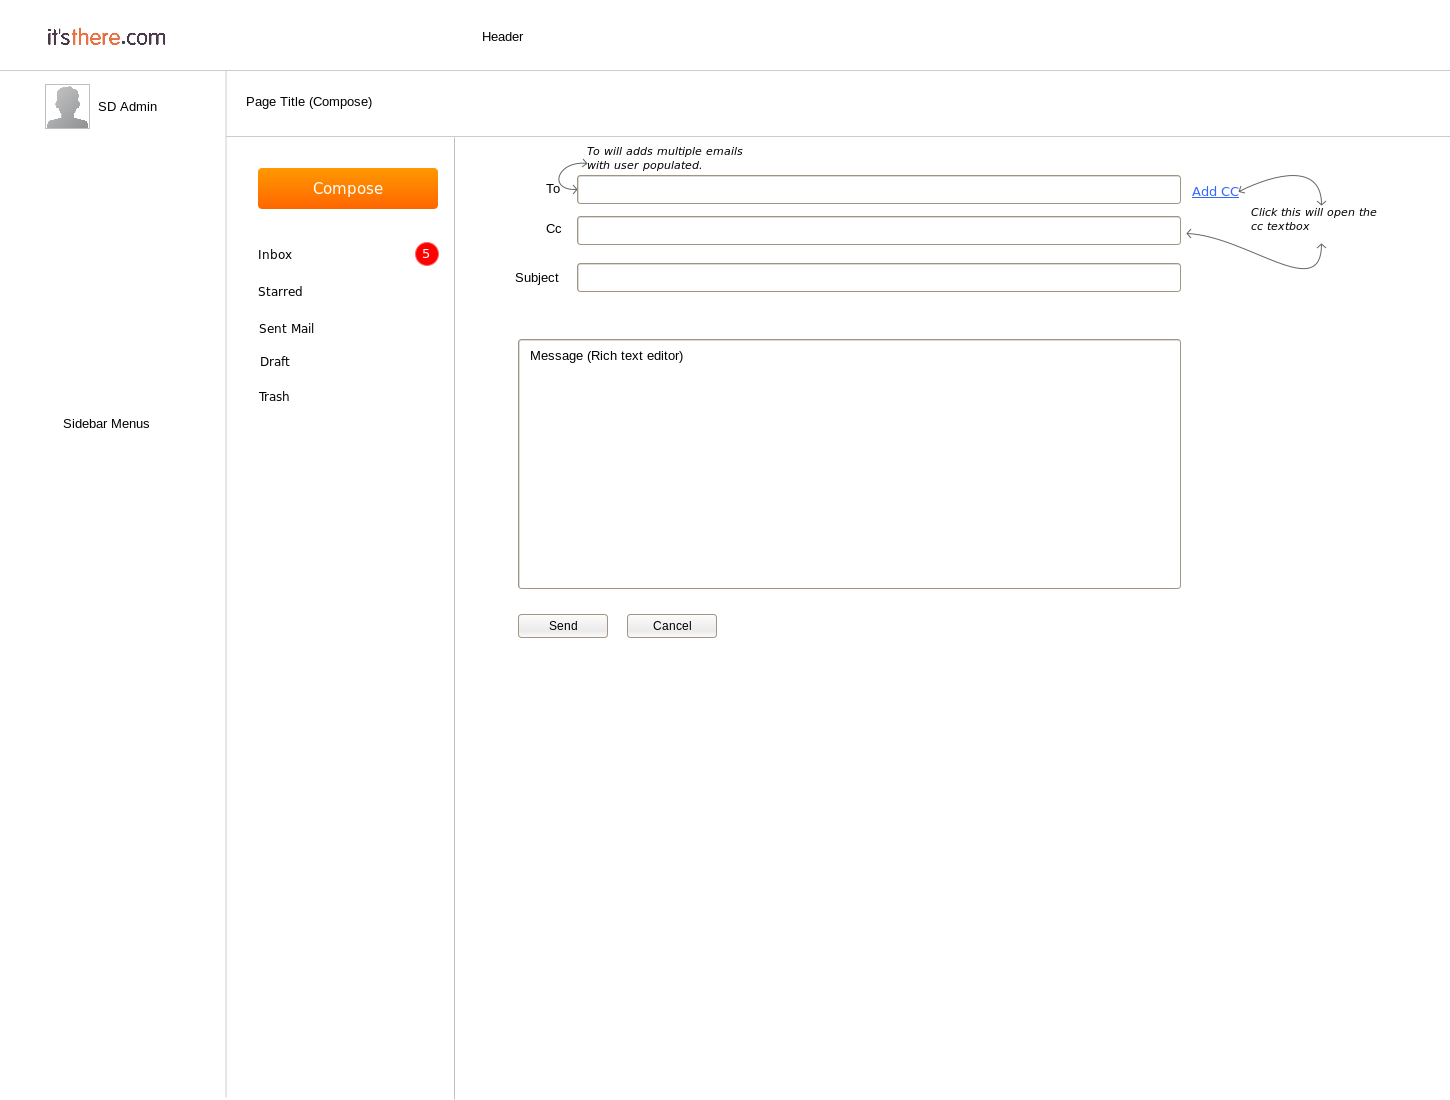 it'sthere.com
Header
SD Admin
Page Title (Compose)
To will adds multiple emails
with user populated.
Compose
To
Add CC
Click this will open the
cc textbox
Cc
Inbox
5
Subject
Starred
Sent Mail
Message (Rich text editor)
Draft
Trash
Sidebar Menus
Send
Cancel